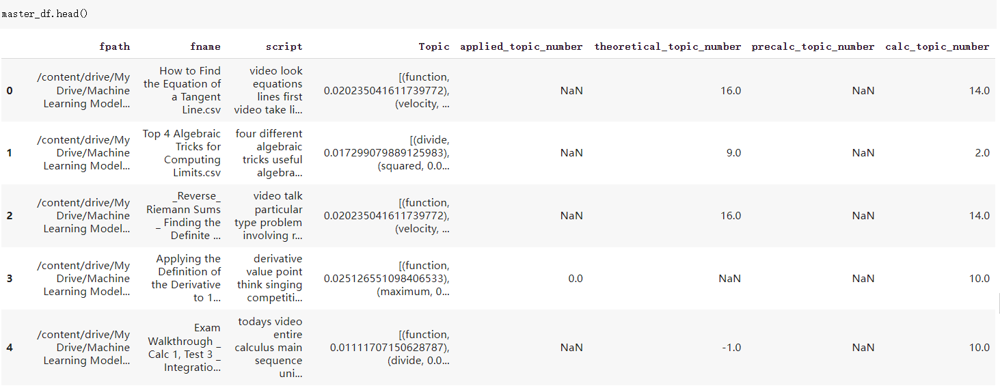 master_df.head()
fpath fname script Topic applied_topic_number theoretical_topic_number precalc_topic_number calc_topic_number
0 /content/drive/My Drive/Machine Learning Model... How to Find the Equation of a Tangent Line.csv video look equations lines first video take li... [(function, 0.020235041611739772), (velocity, ... NaN 16.0 NaN 14.0
1 /content/drive/My Drive/Machine Learning Model... Top 4 Algebraic Tricks for Computing Limits.csv four different algebraic tricks useful algebra... [(divide, 0.017299079889125983), (squared, 0.0... NaN 9.0 NaN 2.0
2 /content/drive/My Drive/Machine Learning Model... _Reverse_ Riemann Sums _ Finding the Definite ... video talk particular type problem involving r... [(function, 0.020235041611739772), (velocity, ... NaN 16.0 NaN 14.0
3 /content/drive/My Drive/Machine Learning Model... Applying the Definition of the Derivative to 1... derivative value point think singing competiti... [(function, 0.025126551098406533), (maximum, 0... 0.0 NaN NaN 10.0
4 /content/drive/My Drive/Machine Learning Model... Exam Walkthrough _ Calc 1, Test 3 _ Integratio... todays video entire calculus main sequence uni... [(function, 0.01111707150628787), (divide, 0.0... NaN -1.0 NaN 10.0